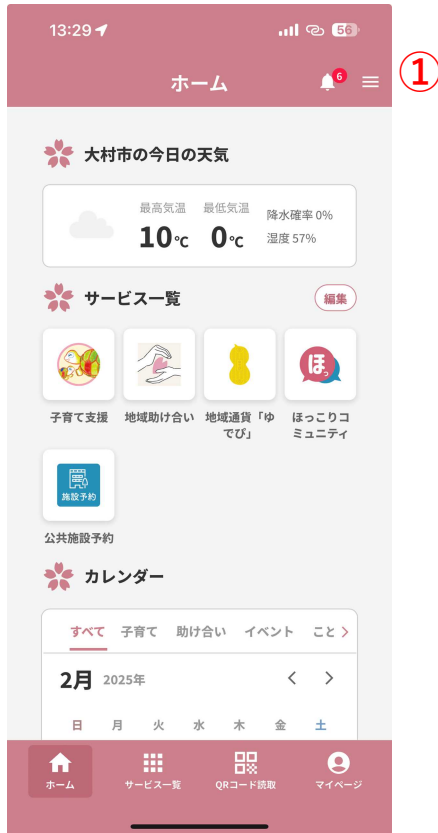 13:29
56
ホーム
6
①
大村市の今日の天気
最高気温 最低気温
降水確率 0%
10℃ 0℃
湿度 57%
サービス一覧
編集
ほっ
子育て支援
地域助け合い
地域通貨「ゆでび」
ほっこりコミュニティ
施設予約
公共施設予約
カレンダー
すべて 子育て 助け合い イベント こと
2月 2025年
日 月 火 水 木 金 土
ホーム サービス一覧 QRコード読取 マイページ